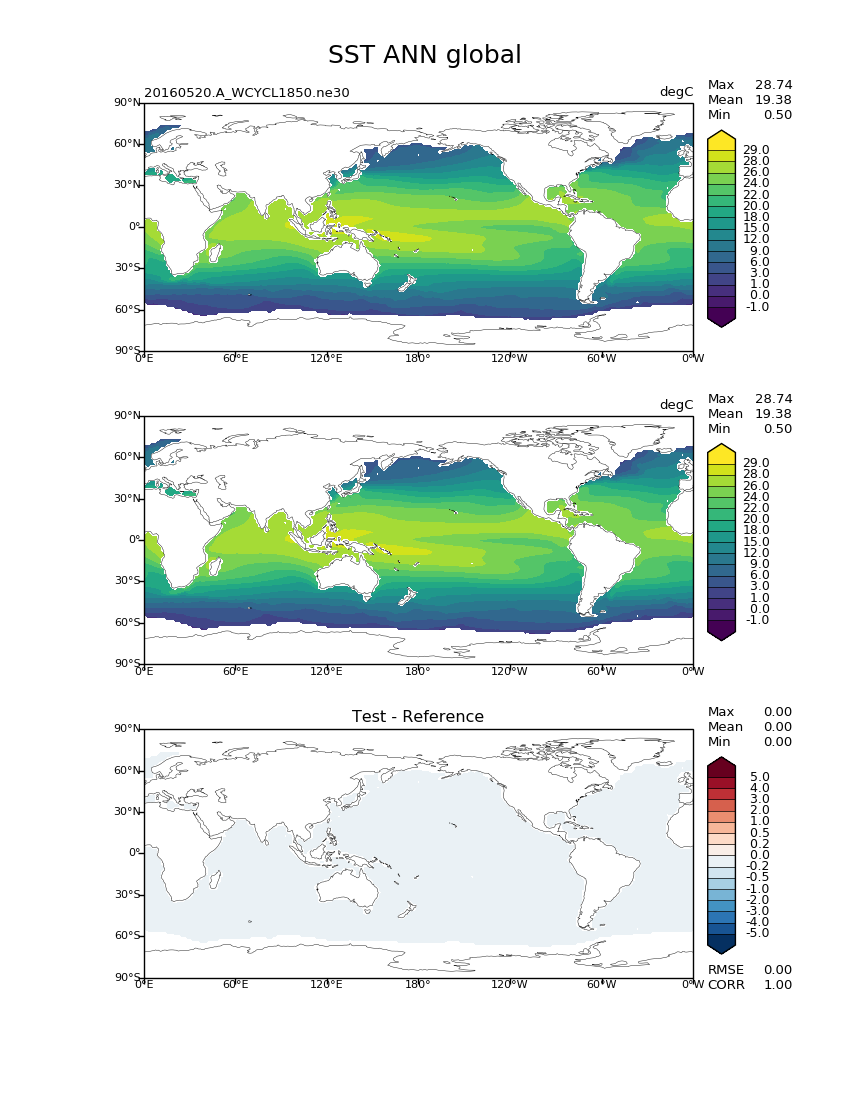 SST ANN global
20160520.A_WCYCL1850.ne30
degC
Max 28.74
Mean 19.38
Min 0.50
90°N
60°N
30°N
0°
30°S
60°S
90°S
0°E 60°E 120°E 180° 120°W 60°W 0°W
29.0
28.0
26.0
24.0
22.0
20.0
18.0
15.0
12.0
9.0
6.0
3.0
1.0
0.0
-1.0
degC
Max 28.74
Mean 19.38
Min 0.50
90°N
60°N
30°N
0°
30°S
60°S
90°S
0°E 60°E 120°E 180° 120°W 60°W 0°W
29.0
28.0
26.0
24.0
22.0
20.0
18.0
15.0
12.0
9.0
6.0
3.0
1.0
0.0
-1.0
Test - Reference
Max 0.00
Mean 0.00
Min 0.00
90°N
60°N
30°N
0°
30°S
60°S
90°S
0°E 60°E 120°E 180° 120°W 60°W 0°W
5.0
4.0
3.0
2.0
1.0
0.5
0.2
0.0
-0.2
-0.5
-1.0
-2.0
-3.0
-4.0
-5.0
RMSE 0.00
CORR 1.00